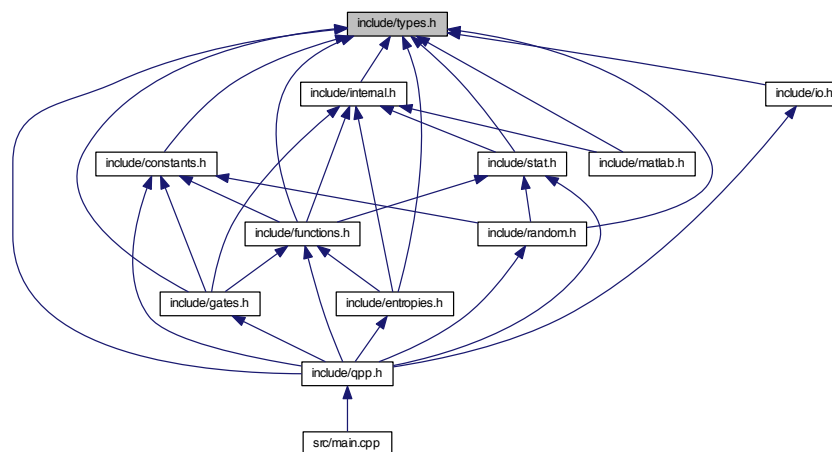 include/types.h
include/internal.h
include/io.h
include/constants.h
include/stat.h
include/matlab.h
include/functions.h
include/random.h
include/gates.h
include/entropies.h
include/qpp.h
src/main.cpp